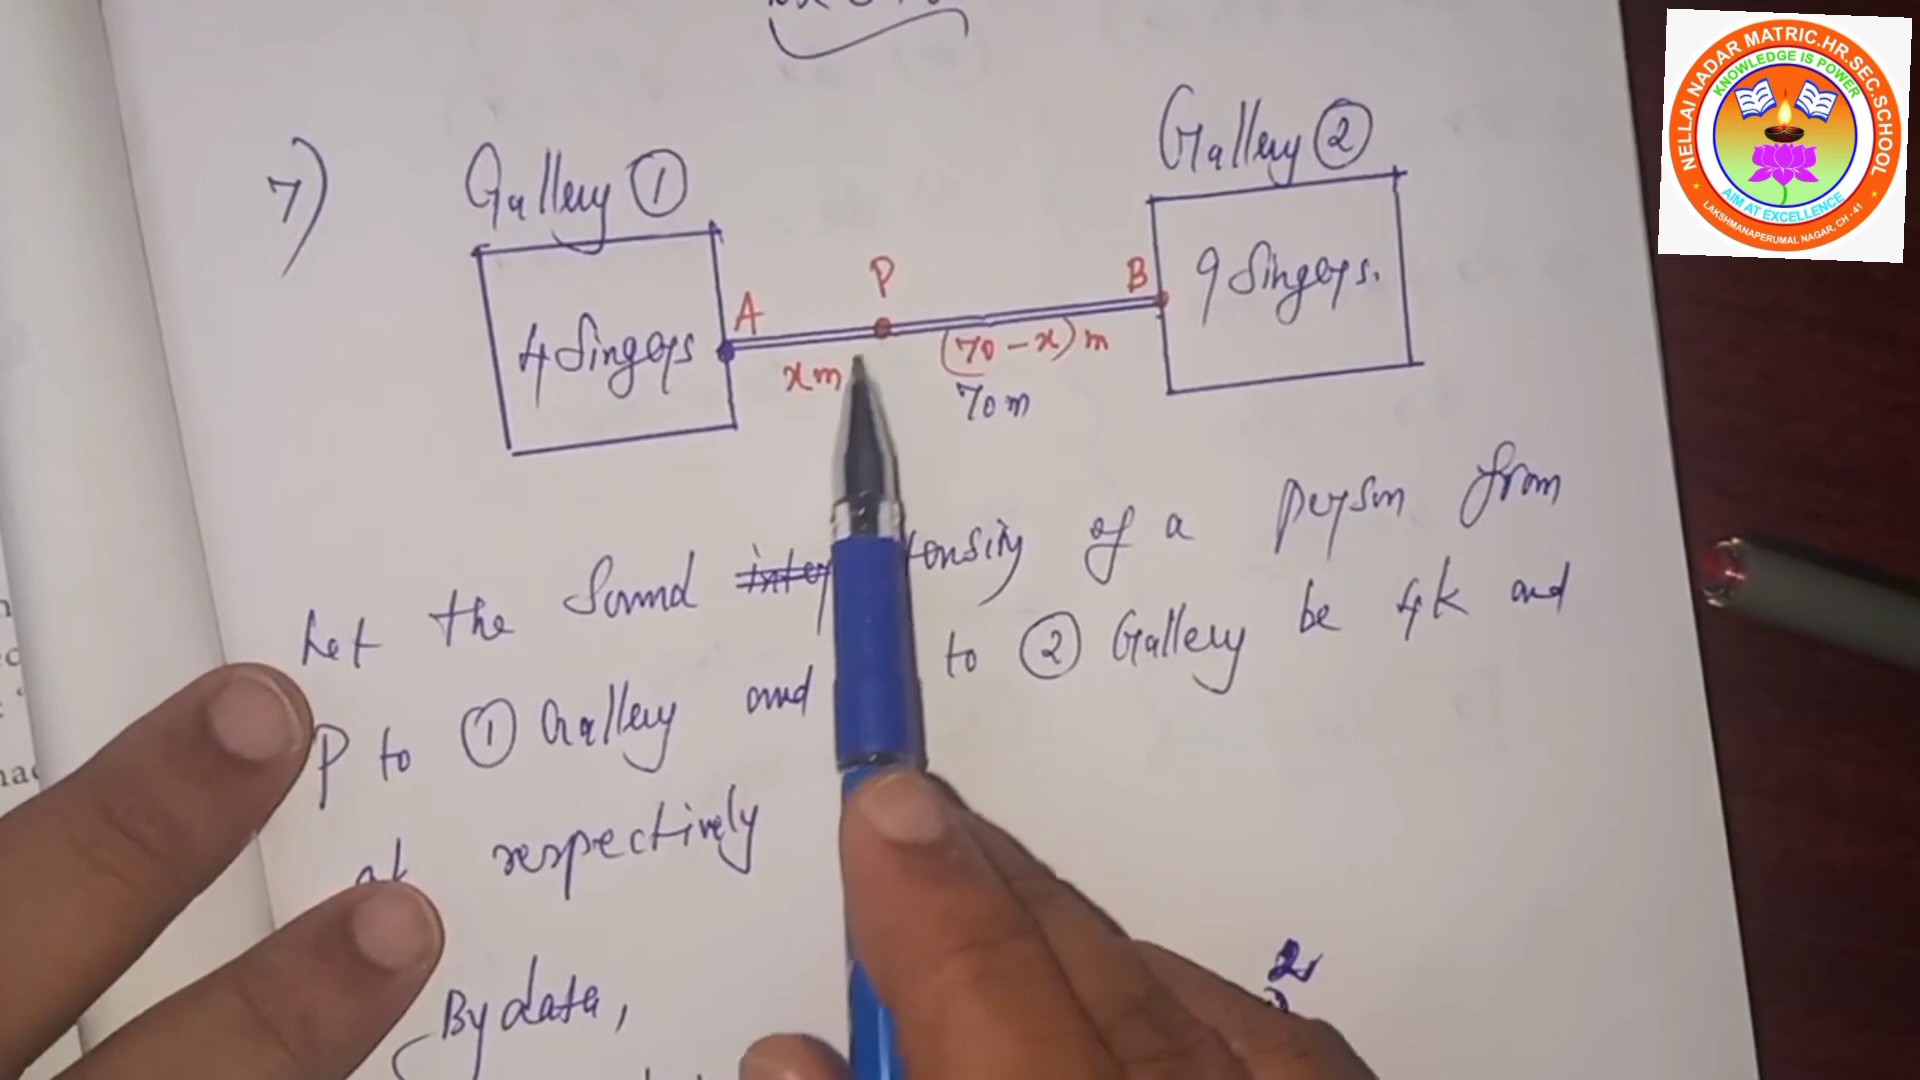 7)
Gallery ①
Gallery ②
4 Singers
9 Singers.
A
P
B
x m
(70 - x) m
70 m
Let the Sound tensity of a person from
P to ① Gallery and to ② Gallery be 4k and
respectively
By data,
2
NELLAI NADAR MATRIC.HR.SEC.SCHOOL
KNOWLEDGE IS POWER
AIM AT EXCELLENCE
LAKSHMANAPERUMAL NAGAR, CH - 41